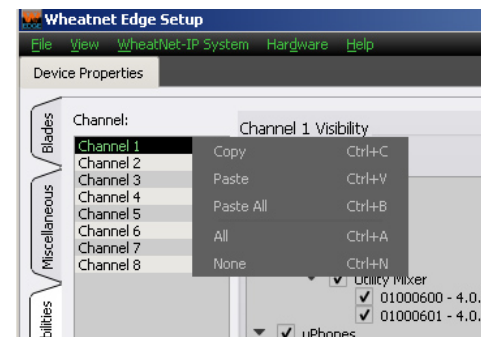 Wheatnet Edge Setup
File View WheatNet-IP System Hardware Help
Device Properties
Blades
Miscellaneous
Channel:
Channel 1
Channel 2
Channel 3
Channel 4
Channel 5
Channel 6
Channel 7
Channel 8
Channel 1 Visibility
Copy Ctrl+C
Paste Ctrl+V
Paste All Ctrl+B
All Ctrl+A
None Ctrl+N
Utility Mixer
01000600 - 4.0.
01000601 - 4.0.
uPhones